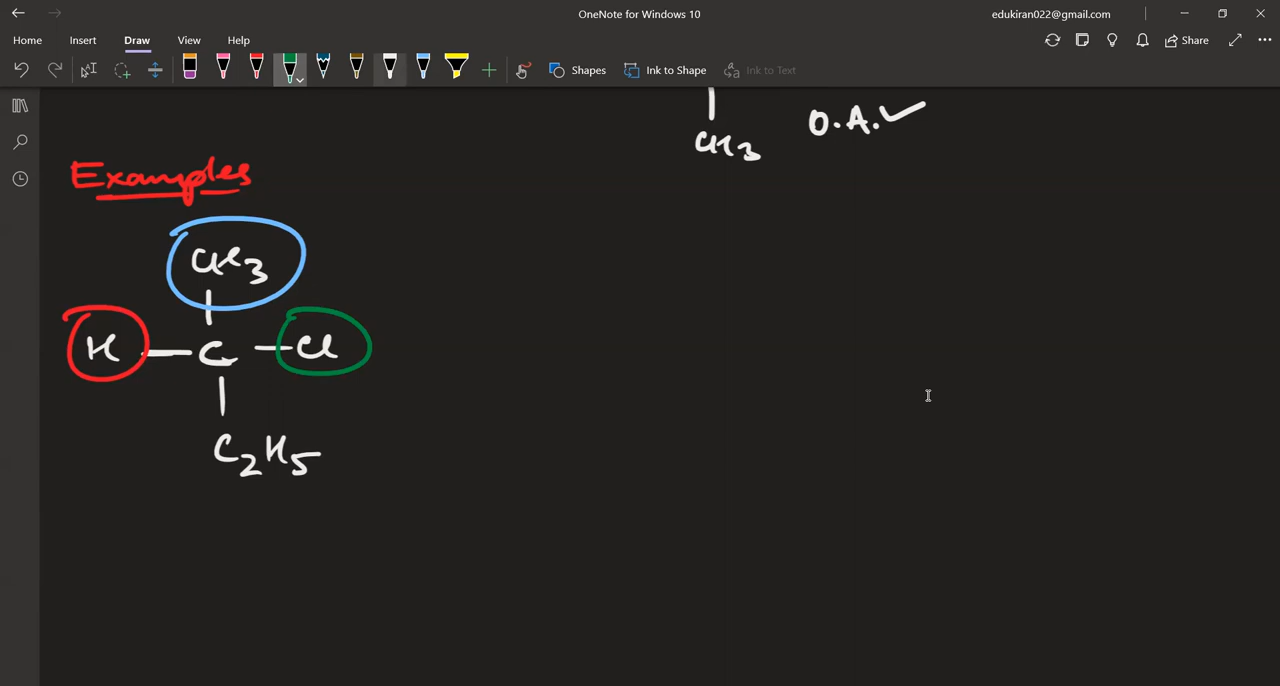 OneNote for Windows 10
edukiran022@gmail.com
Home Insert Draw View Help
Share
Shapes Ink to Shape Ink to Text
CH3 O.A.✓
Examples
CH3
H — C — Cl
C2H5